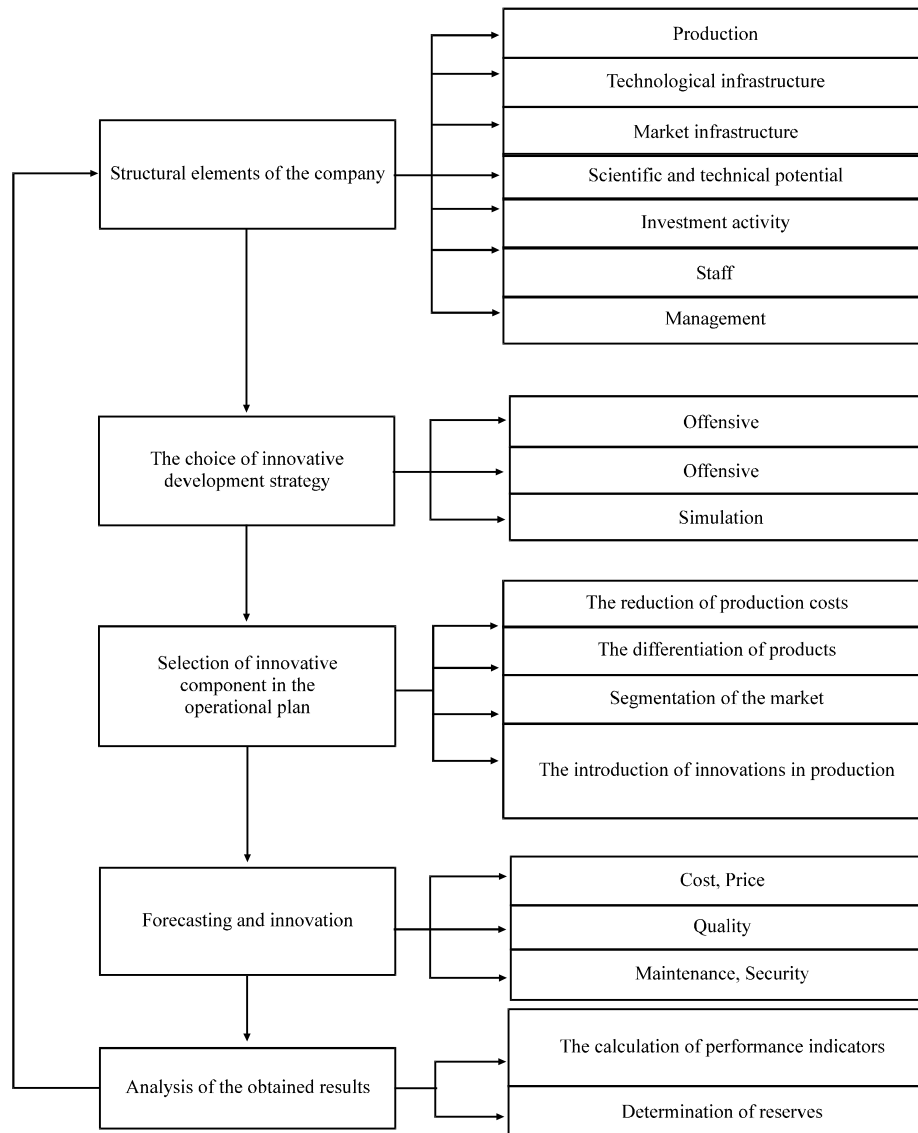 Production
Technological infrastructure
Market infrastructure
Structural elements of the company
Scientific and technical potential
Investment activity
Staff
Management
The choice of innovative
development strategy
Offensive
Offensive
Simulation
Selection of innovative
component in the
operational plan
The reduction of production costs
The differentiation of products
Segmentation of the market
The introduction of innovations in production
Forecasting and innovation
Cost, Price
Quality
Maintenance, Security
Analysis of the obtained results
The calculation of performance indicators
Determination of reserves